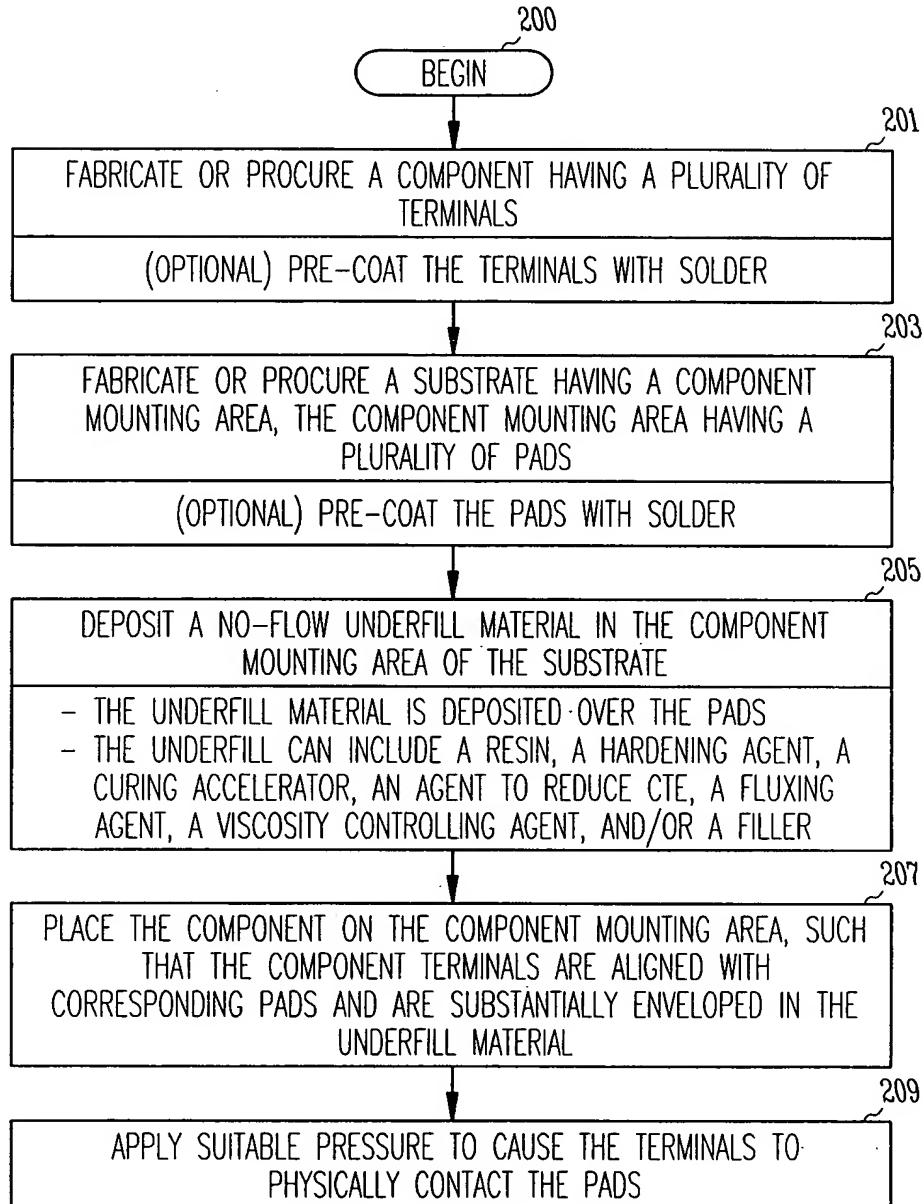 200
BEGIN
201
FABRICATE OR PROCURE A COMPONENT HAVING A PLURALITY OF
TERMINALS
(OPTIONAL) PRE-COAT THE TERMINALS WITH SOLDER
203
FABRICATE OR PROCURE A SUBSTRATE HAVING A COMPONENT
MOUNTING AREA, THE COMPONENT MOUNTING AREA HAVING A
PLURALITY OF PADS
(OPTIONAL) PRE-COAT THE PADS WITH SOLDER
205
DEPOSIT A NO-FLOW UNDERFILL MATERIAL IN THE COMPONENT
MOUNTING AREA OF THE SUBSTRATE
- THE UNDERFILL MATERIAL IS DEPOSITED OVER THE PADS
- THE UNDERFILL CAN INCLUDE A RESIN, A HARDENING AGENT, A
CURING ACCELERATOR, AN AGENT TO REDUCE CTE, A FLUXING
AGENT, A VISCOSITY CONTROLLING AGENT, AND/OR A FILLER
207
PLACE THE COMPONENT ON THE COMPONENT MOUNTING AREA, SUCH
THAT THE COMPONENT TERMINALS ARE ALIGNED WITH
CORRESPONDING PADS AND ARE SUBSTANTIALLY ENVELOPED IN THE
UNDERFILL MATERIAL
209
APPLY SUITABLE PRESSURE TO CAUSE THE TERMINALS TO
PHYSICALLY CONTACT THE PADS